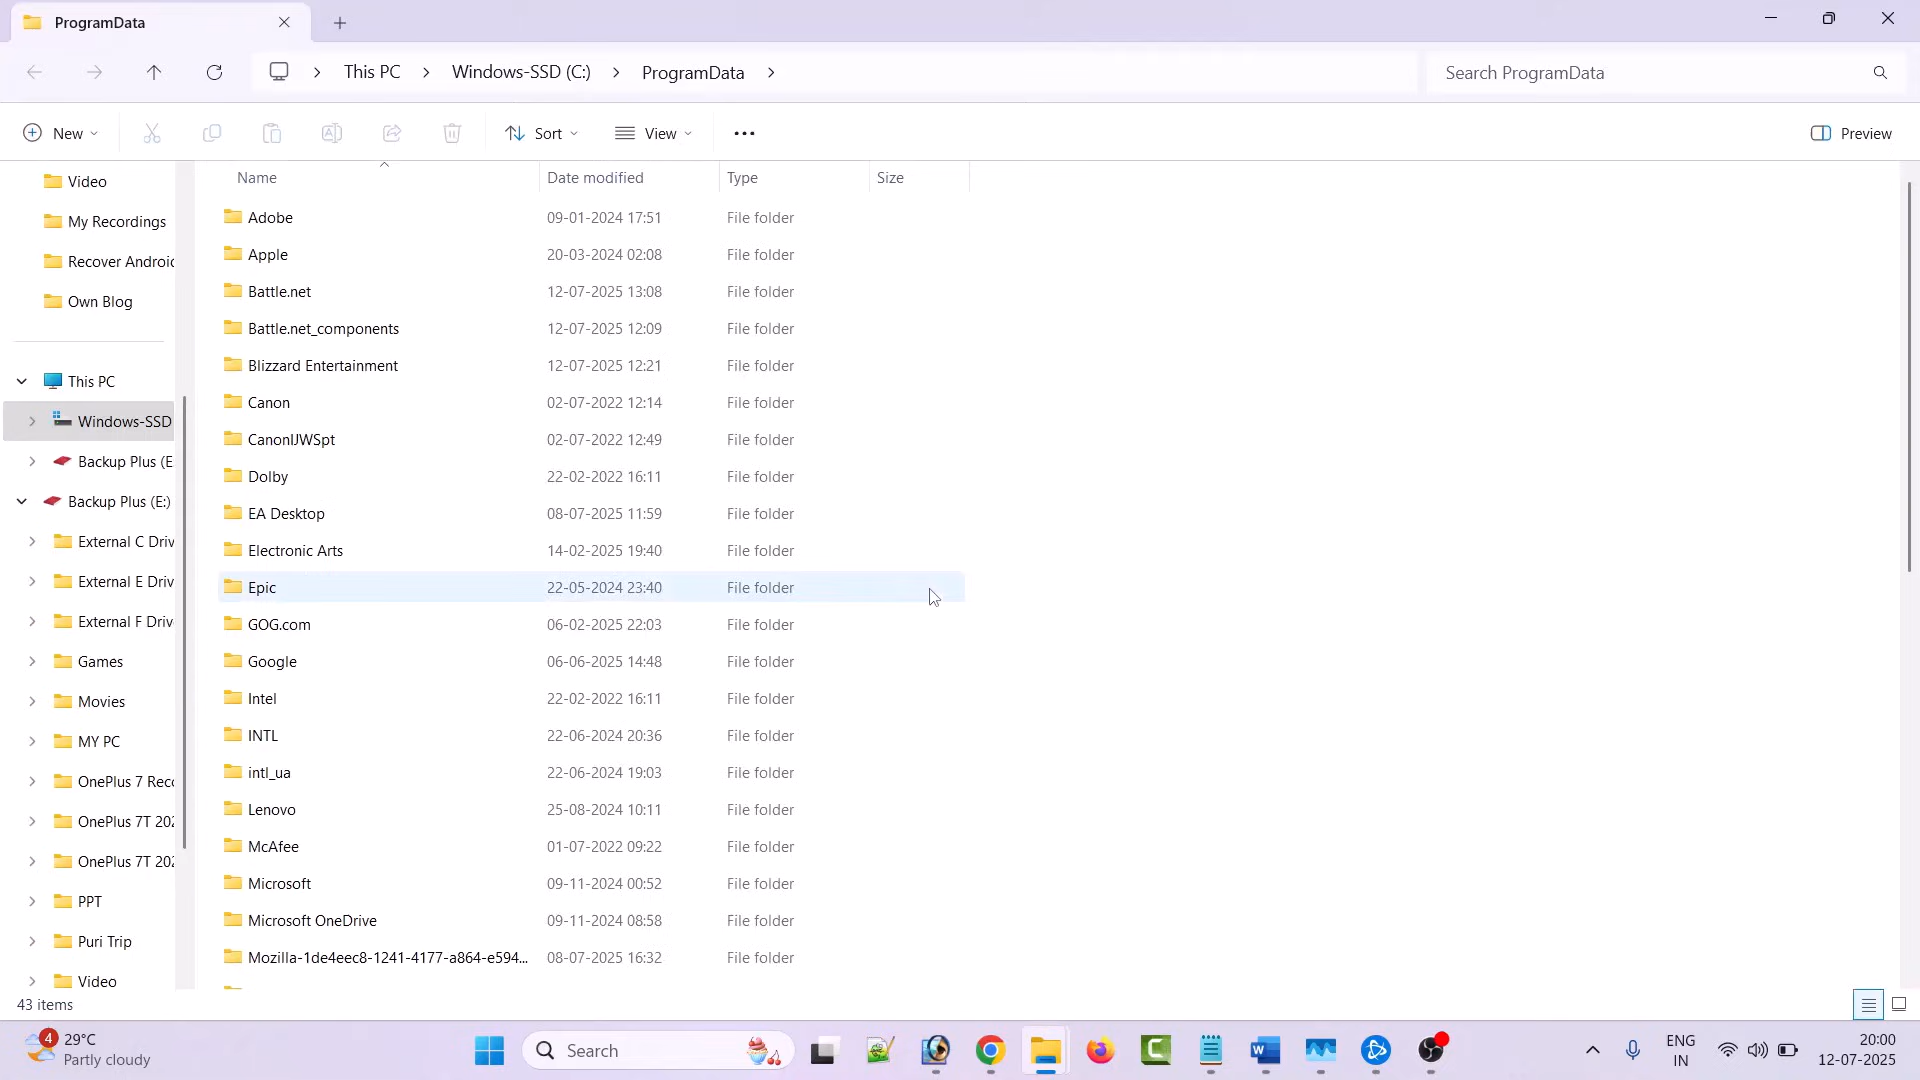 ProgramData
This PC
Windows-SSD (C:)
ProgramData
Search ProgramData
New
Sort
View
Preview
Video
My Recordings
Recover Androic
Own Blog
This PC
Windows-SSD
Backup Plus (E
Backup Plus (E:)
External C Driv
External E Driv
External F Driv
Games
Movies
MY PC
OnePlus 7 Reco
OnePlus 7T 202
OnePlus 7T 202
PPT
Puri Trip
Video
Name Date modified Type Size
Adobe 09-01-2024 17:51 File folder
Apple 20-03-2024 02:08 File folder
Battle.net 12-07-2025 13:08 File folder
Battle.net_components 12-07-2025 12:09 File folder
Blizzard Entertainment 12-07-2025 12:21 File folder
Canon 02-07-2022 12:14 File folder
CanonIJWSpt 02-07-2022 12:49 File folder
Dolby 22-02-2022 16:11 File folder
EA Desktop 08-07-2025 11:59 File folder
Electronic Arts 14-02-2025 19:40 File folder
Epic 22-05-2024 23:40 File folder
GOG.com 06-02-2025 22:03 File folder
Google 06-06-2025 14:48 File folder
Intel 22-02-2022 16:11 File folder
INTL 22-06-2024 20:36 File folder
intl_ua 22-06-2024 19:03 File folder
Lenovo 25-08-2024 10:11 File folder
McAfee 01-07-2022 09:22 File folder
Microsoft 09-11-2024 00:52 File folder
Microsoft OneDrive 09-11-2024 08:58 File folder
Mozilla-1de4eec8-1241-4177-a864-e594... 08-07-2025 16:32 File folder
43 items
4
29°C
Partly cloudy
Search
ENG
IN
20:00
12-07-2025